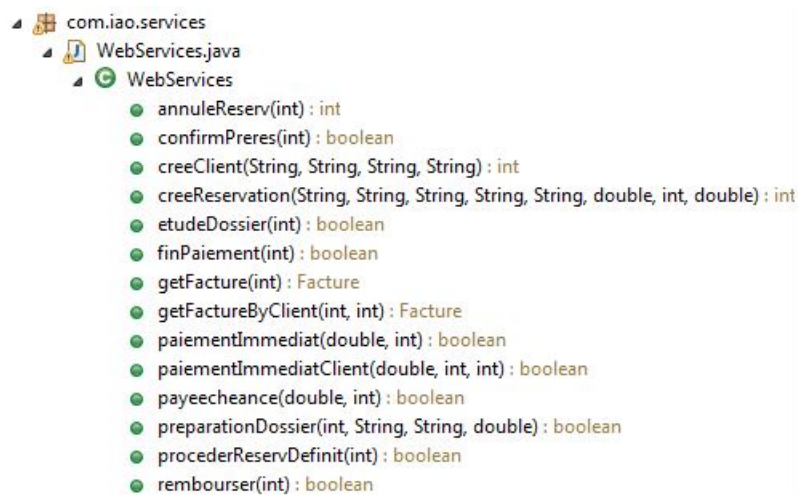 com.iao.services
WebServices.java
WebServices
annuleReserv(int) : int
confirmPreres(int) : boolean
creeClient(String, String, String, String) : int
creeReservation(String, String, String, String, String, double, int, double) : int
etudeDossier(int) : boolean
finPaiement(int) : boolean
getFacture(int) : Facture
getFactureByClient(int, int) : Facture
paiementImmediat(double, int) : boolean
paiementImmediatClient(double, int, int) : boolean
payeecheance(double, int) : boolean
preparationDossier(int, String, String, double) : boolean
procederReservDefinit(int) : boolean
rembourser(int) : boolean